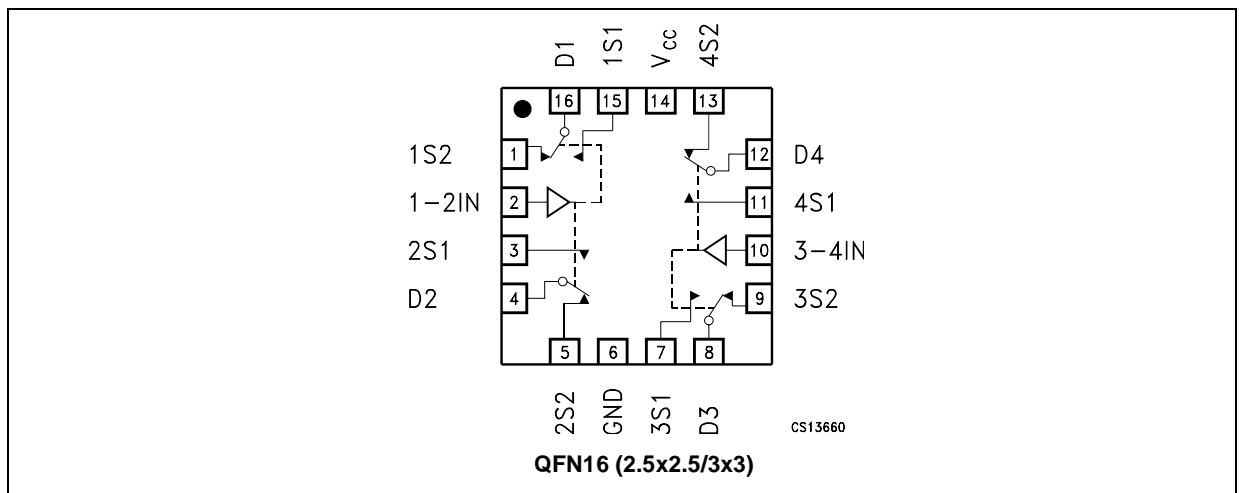 D1
1S1
Vcc
4S2
16
15
14
13
1S2
1
12
D4
1-2IN
2
11
4S1
2S1
3
10
3-4IN
D2
4
9
3S2
5
6
7
8
2S2
GND
3S1
D3
CS13660
QFN16 (2.5x2.5/3x3)